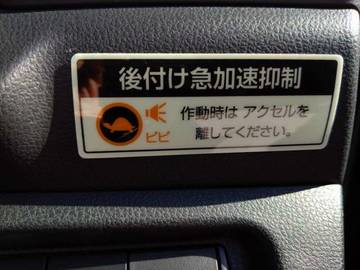 後付け急加速抑制
作動時は アクセルを
ピピ 離してください。